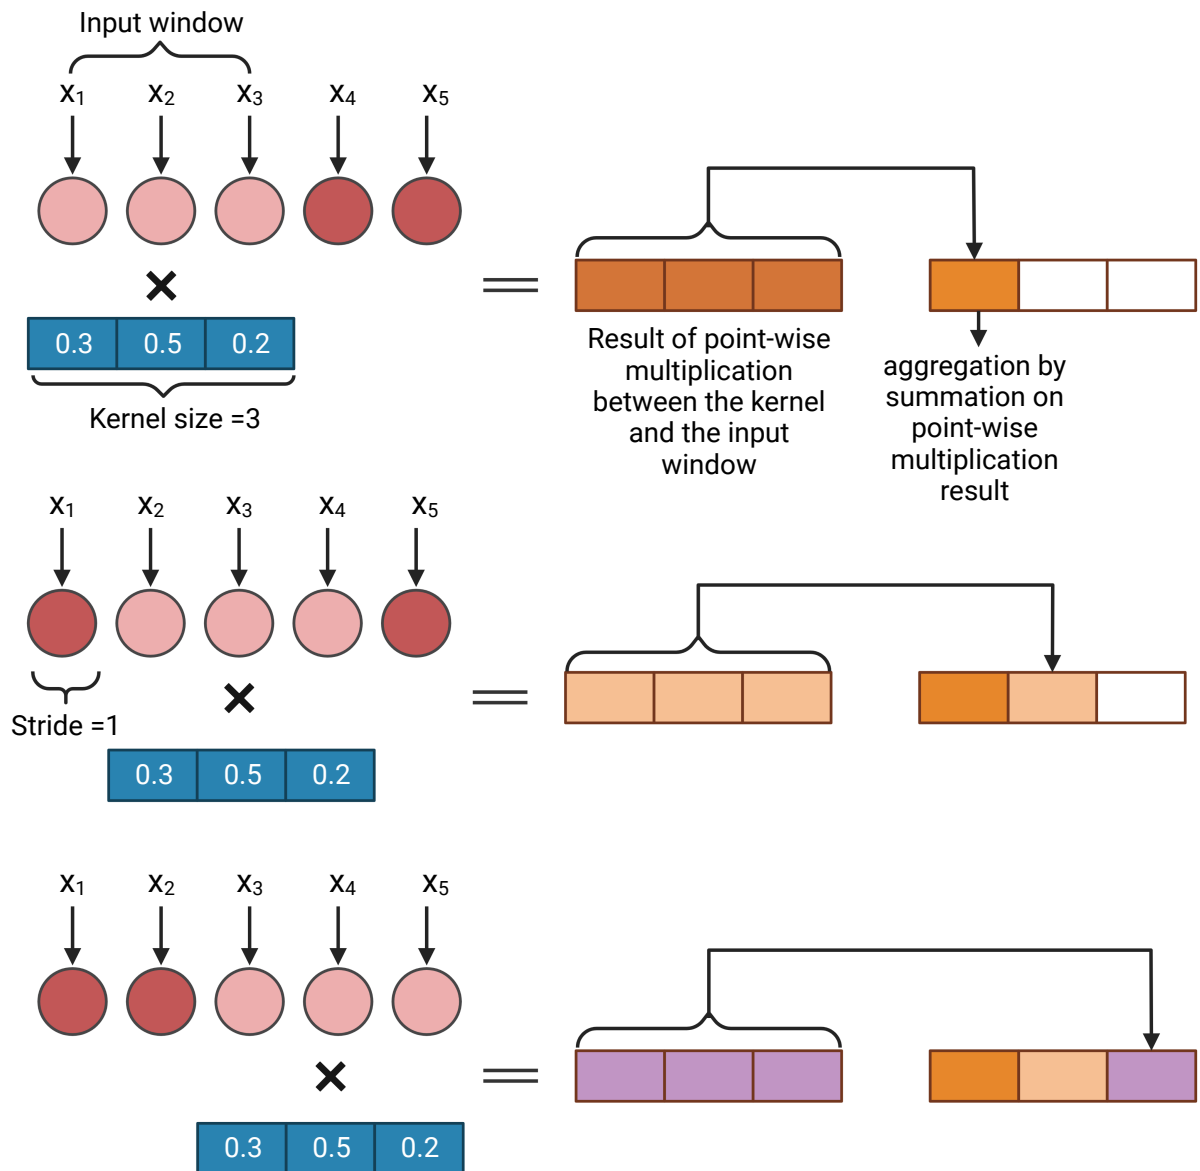 Input window
x₁ x₂ x₃ x₄ x₅
0.3 0.5 0.2
Kernel size =3
Result of point-wise
multiplication
between the kernel
and the input
window
aggregation by
summation on
point-wise
multiplication
result
x₁ x₂ x₃ x₄ x₅
Stride =1
0.3 0.5 0.2
x₁ x₂ x₃ x₄ x₅
0.3 0.5 0.2